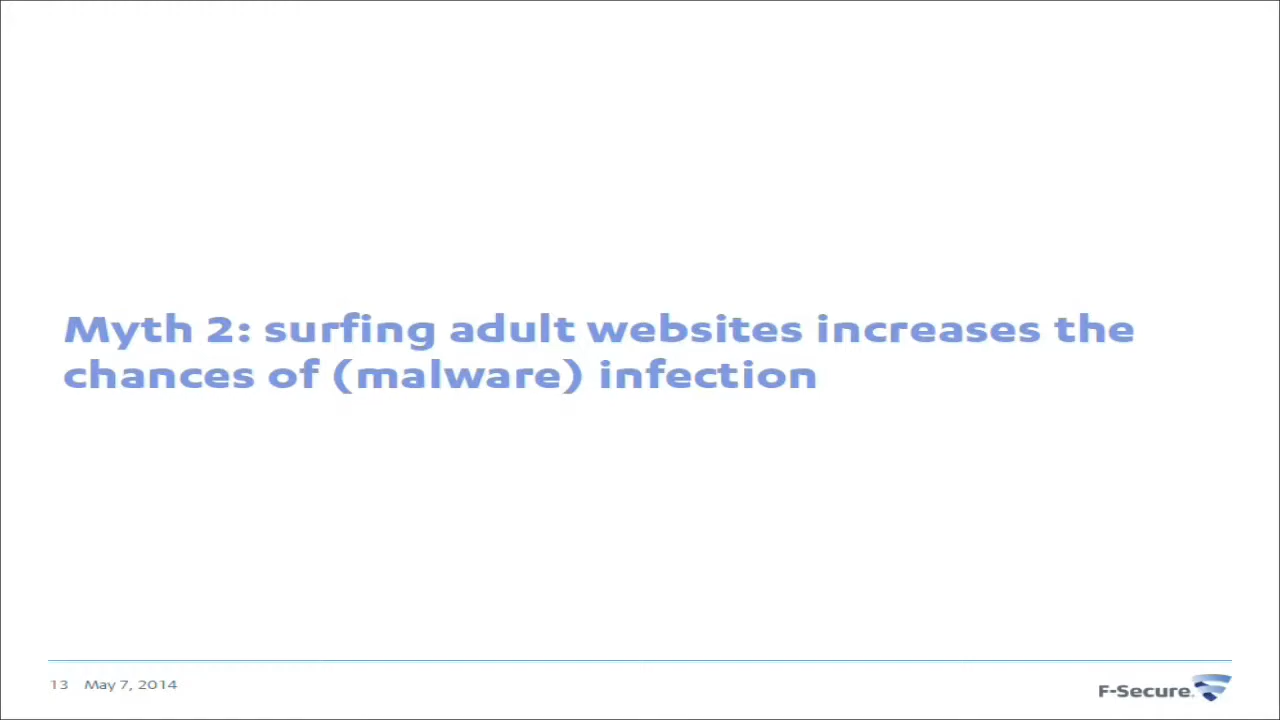 Myth 2: surfing adult websites increases the
chances of (malware) infection
13 May 7, 2014
F-Secure.